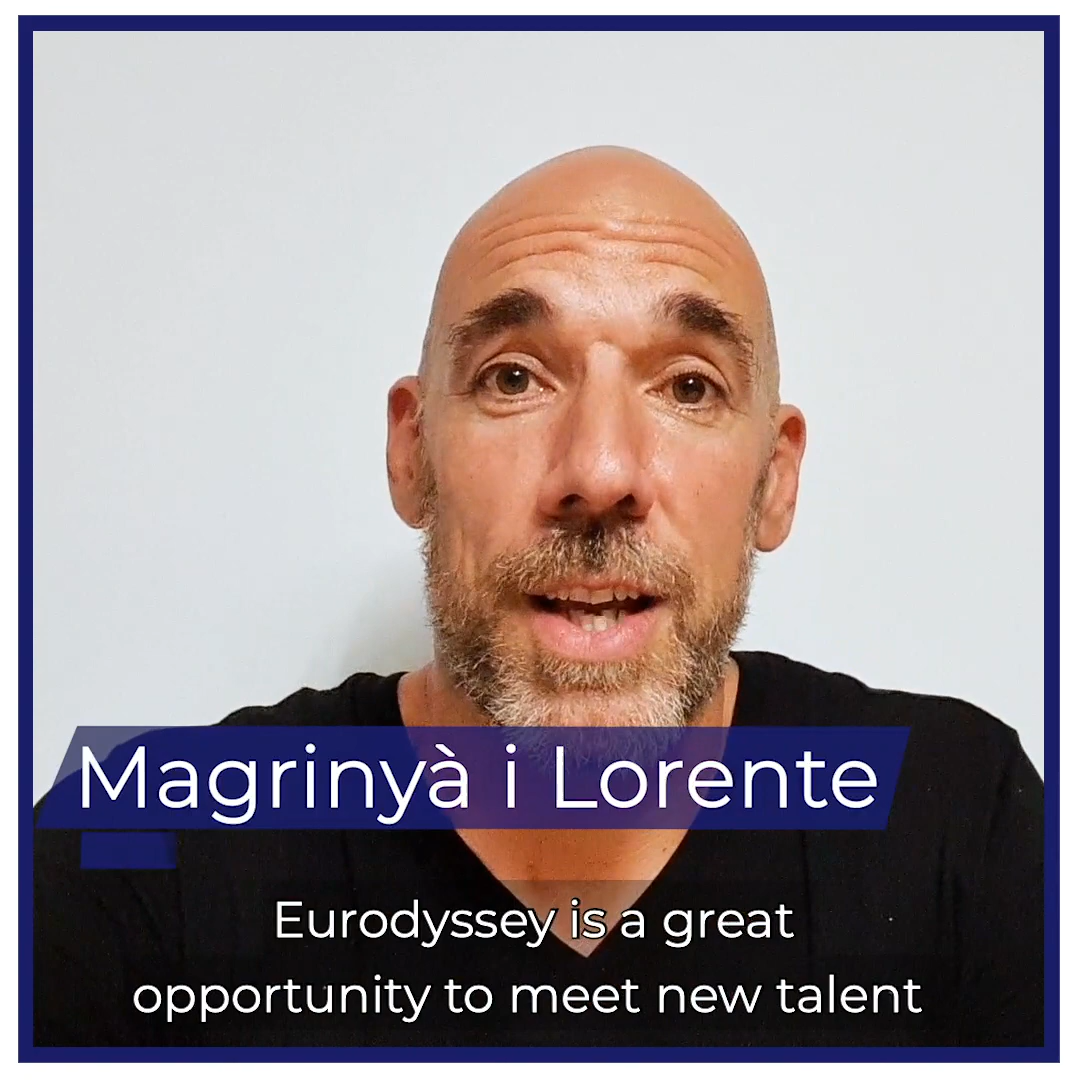 Magrinyà i Lorente
Eurodyssey is a great
opportunity to meet new talent